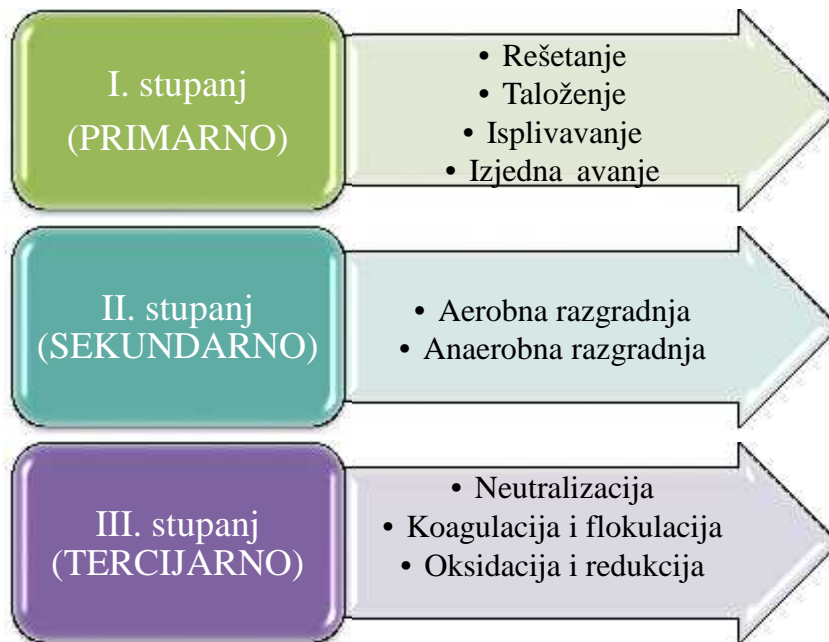 I. stupanj
(PRIMARNO)
• Rešetanje
• Taloženje
• Isplivavanje
• Izjedna avanje
II. stupanj
(SEKUNDARNO)
• Aerobna razgradnja
• Anaerobna razgradnja
III. stupanj
(TERCIJARNO)
• Neutralizacija
• Koagulacija i flokulacija
• Oksidacija i redukcija